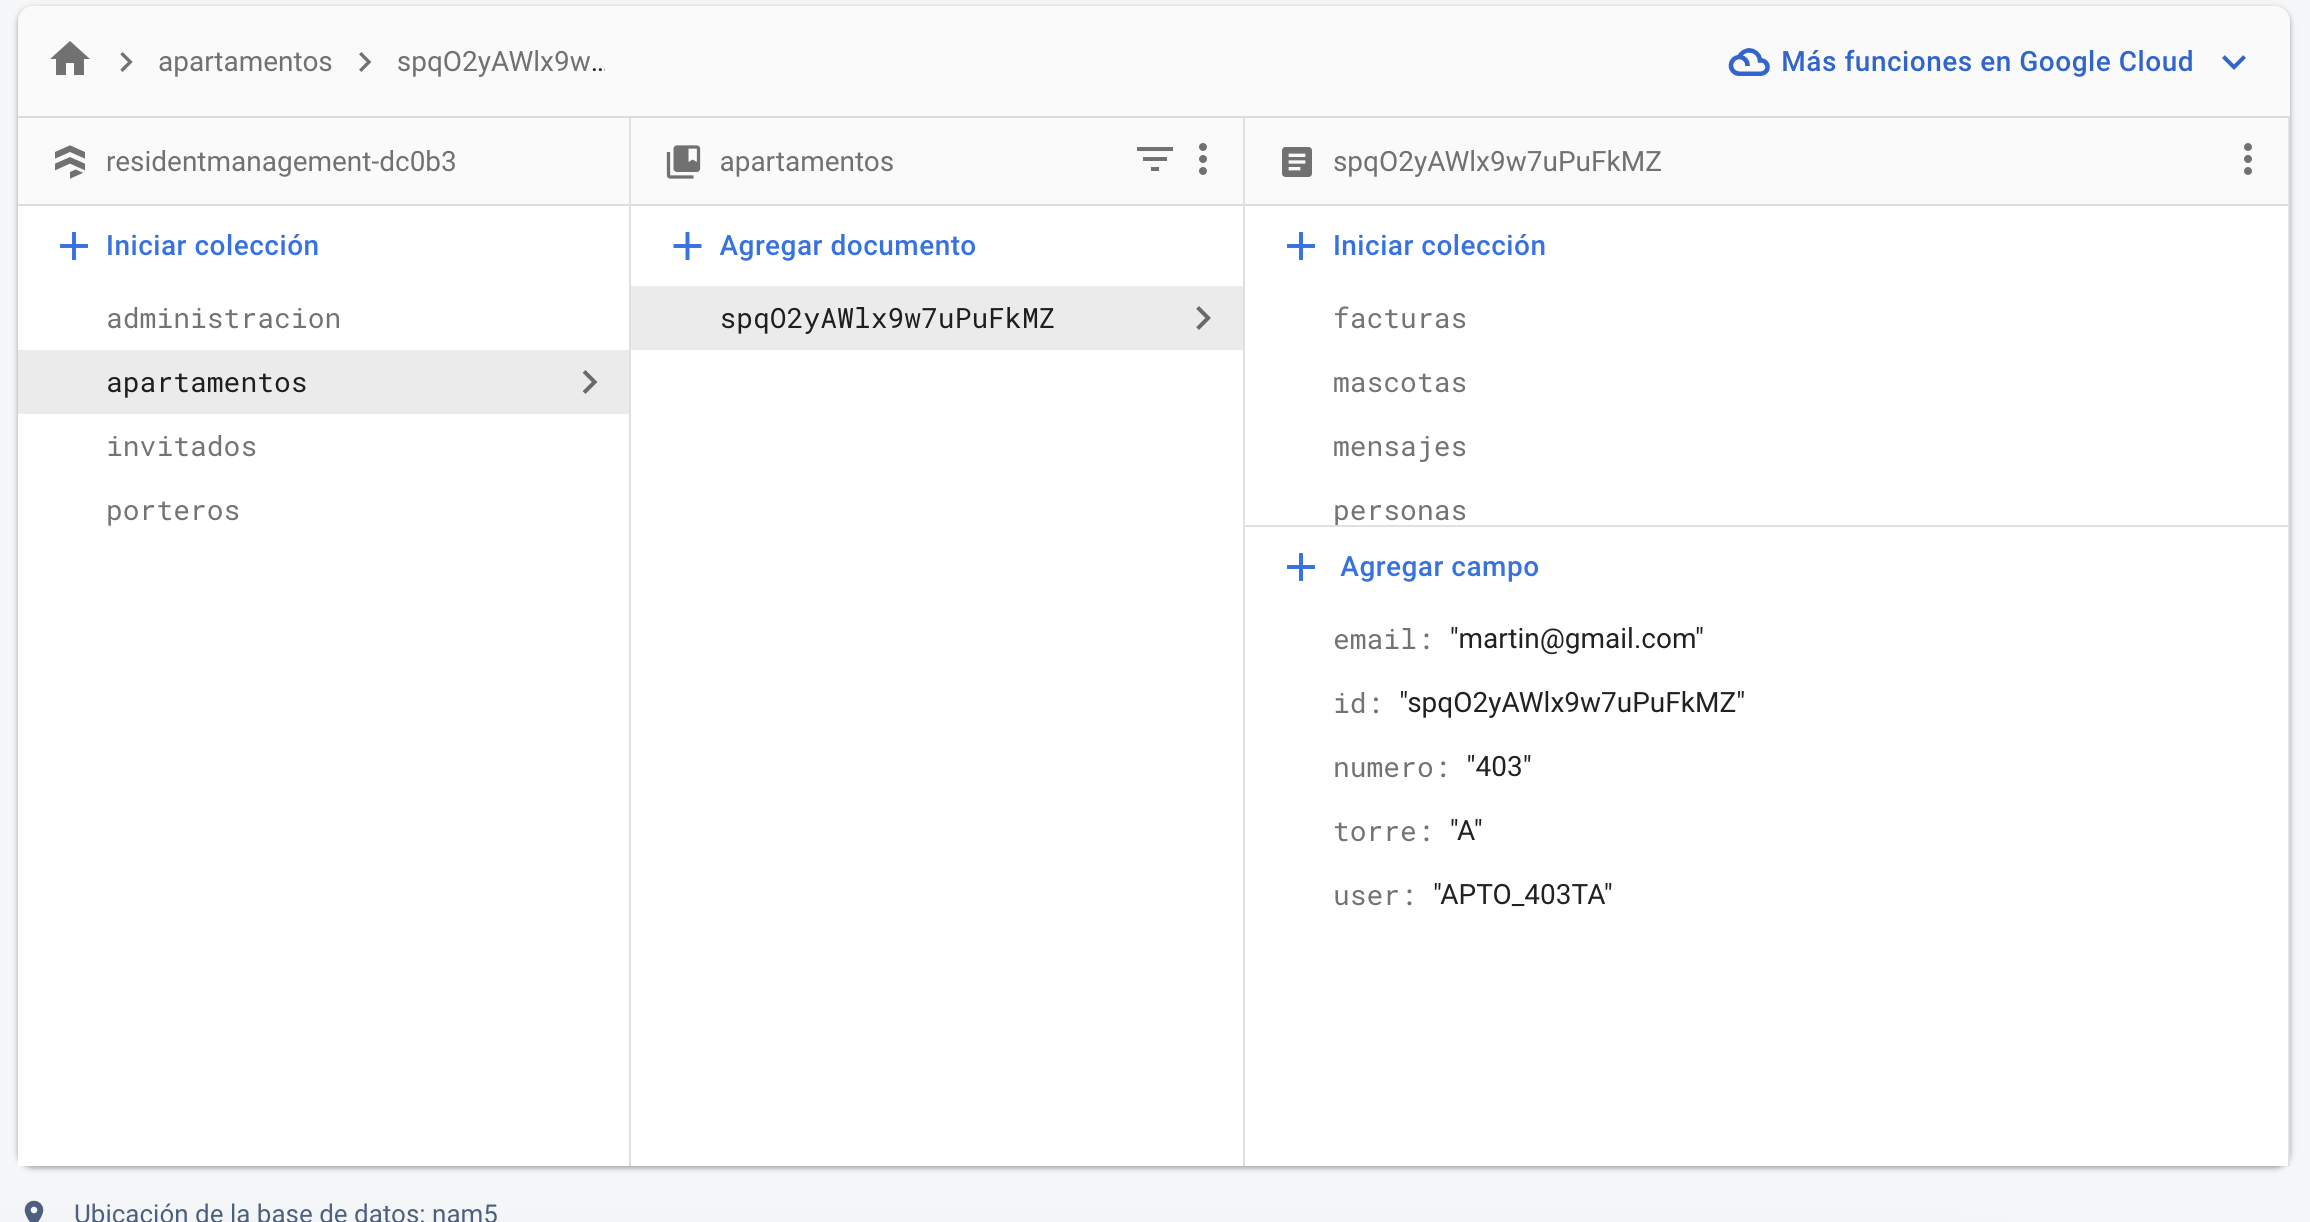 apartamentos
spqO2yAWlx9w...
Más funciones en Google Cloud
residentmanagement-dc0b3
Iniciar colección
administracion
apartamentos
invitados
porteros
apartamentos
Agregar documento
spqO2yAWlx9w7uPuFkMZ
spqO2yAWlx9w7uPuFkMZ
Iniciar colección
facturas
mascotas
mensajes
personas
Agregar campo
email: "martin@gmail.com"
id: "spqO2yAWlx9w7uPuFkMZ"
numero: "403"
torre: "A"
user: "APTO_403TA"
Ubicación de la base de datos: nam5